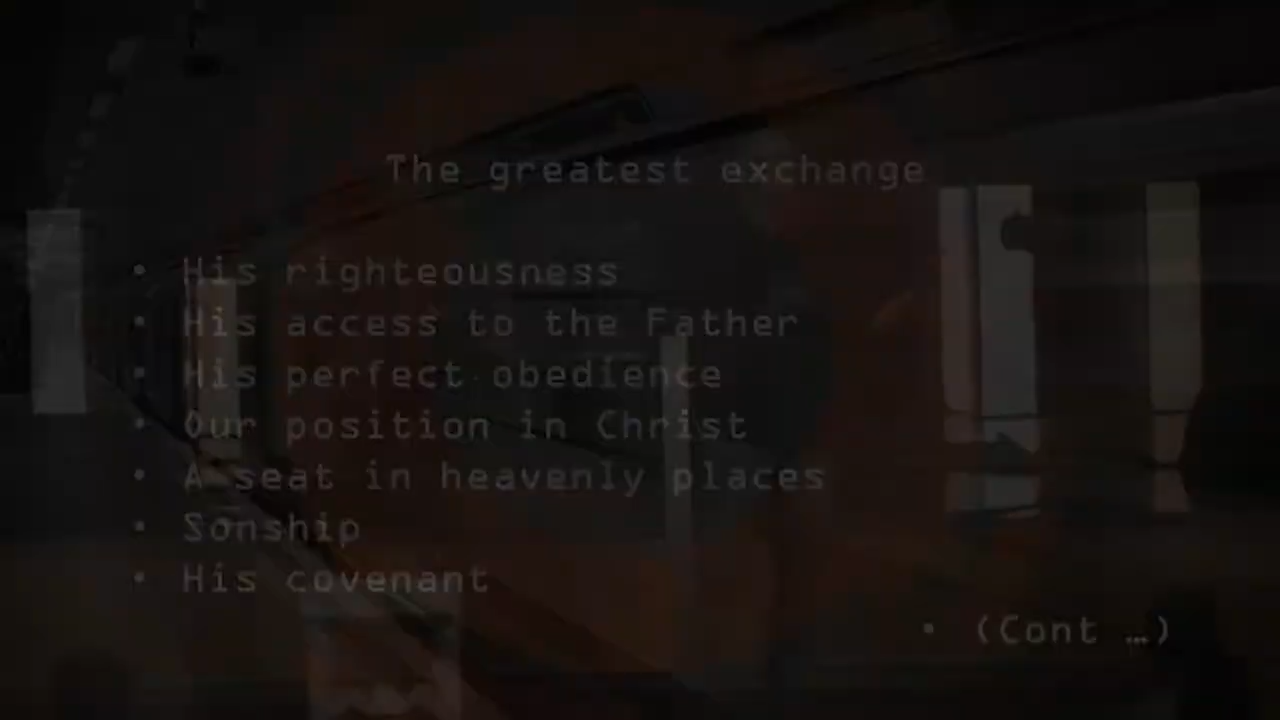 The greatest exchange
• His righteousness
• His access to the Father
• His perfect obedience
• Our position in Christ
• A seat in heavenly places
• Sonship
• His covenant
• (Cont …)